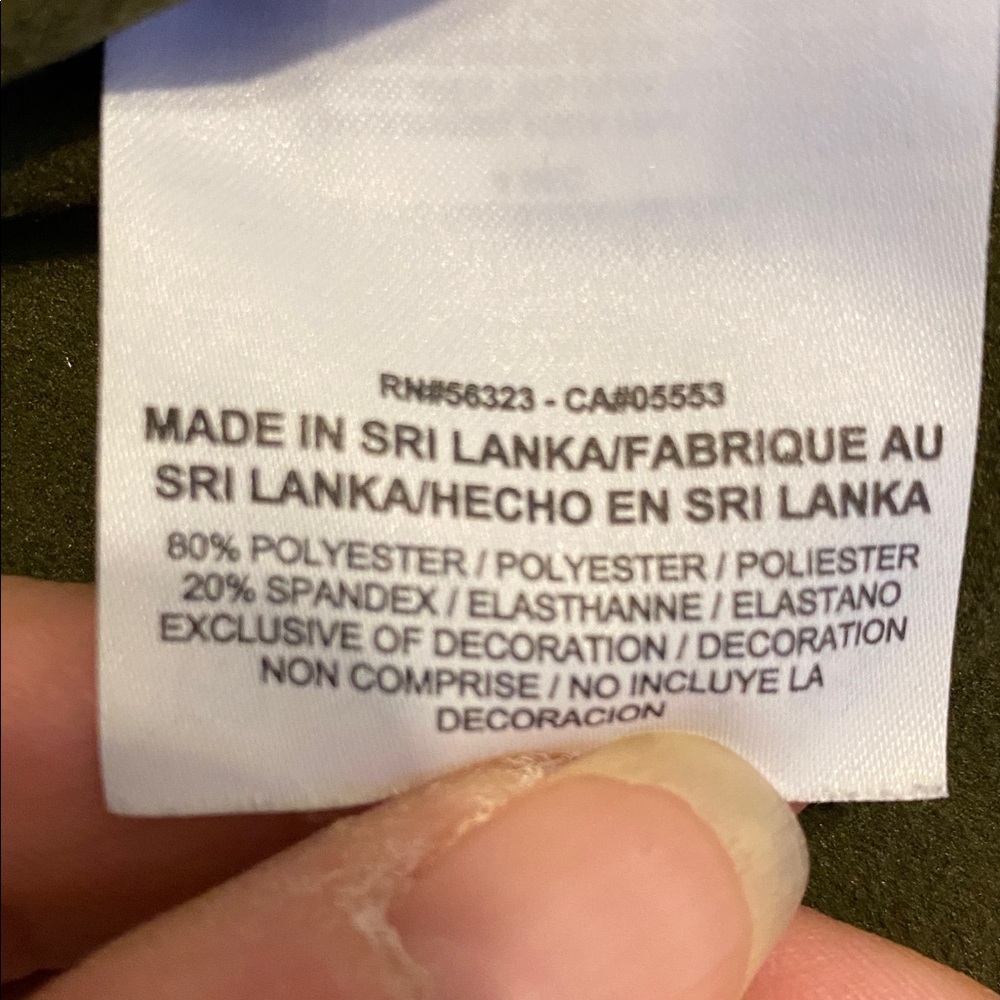 RN#56323 - CA#05553
MADE IN SRI LANKA/FABRIQUE AU
SRI LANKA/HECHO EN SRI LANKA
80% POLYESTER / POLYESTER / POLIESTER
20% SPANDEX / ELASTHANNE / ELASTANO
EXCLUSIVE OF DECORATION / DECORATION
NON COMPRISE / NO INCLUYE LA
DECORACION